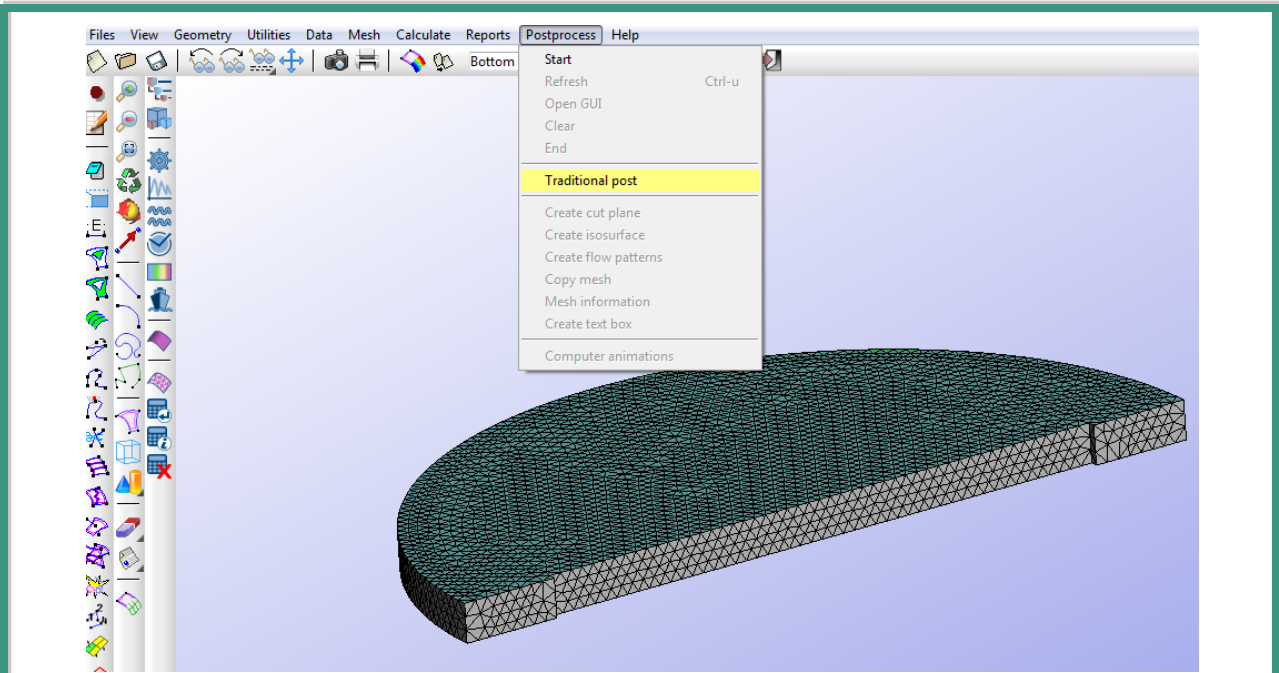 Files View Geometry Utilities Data Mesh Calculate Reports Postprocess Help
Bottom
Start
Refresh Ctrl-u
Open GUI
Clear
End
Traditional post
Create cut plane
Create isosurface
Create flow patterns
Copy mesh
Mesh information
Create text box
Computer animations
E
2